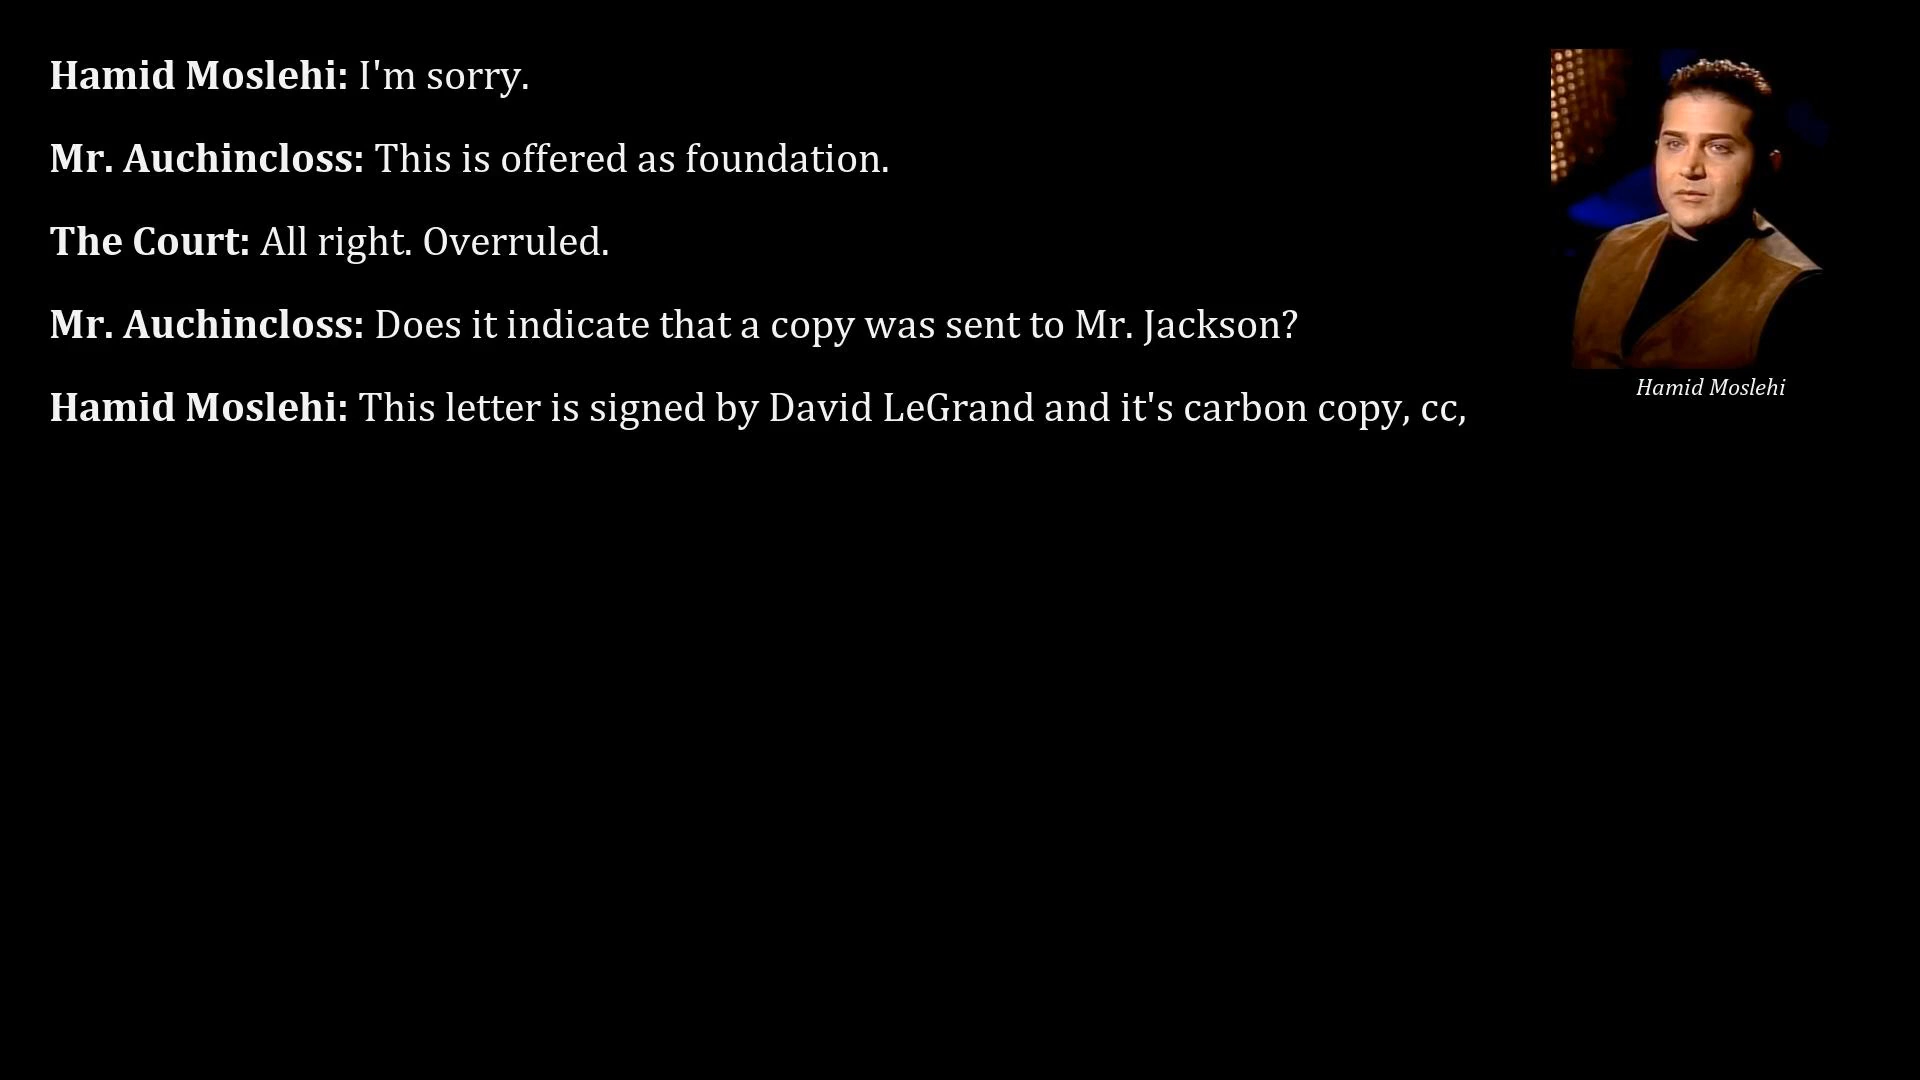 Hamid Moslehi: I'm sorry.
Mr. Auchincloss: This is offered as foundation.
The Court: All right. Overruled.
Mr. Auchincloss: Does it indicate that a copy was sent to Mr. Jackson?
Hamid Moslehi: This letter is signed by David LeGrand and it's carbon copy, cc,
Hamid Moslehi